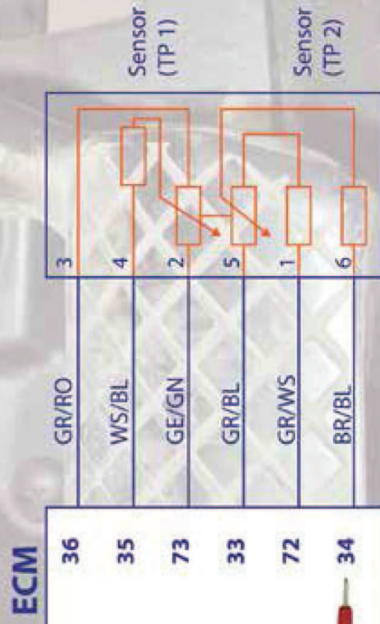 ECM
36 GR/RO 3
35 WS/BL 4
73 GE/GN 2
33 GR/BL 5
72 GR/WS 1
34 BR/BL 6
Sensor
(TP 1)
Sensor
(TP 2)